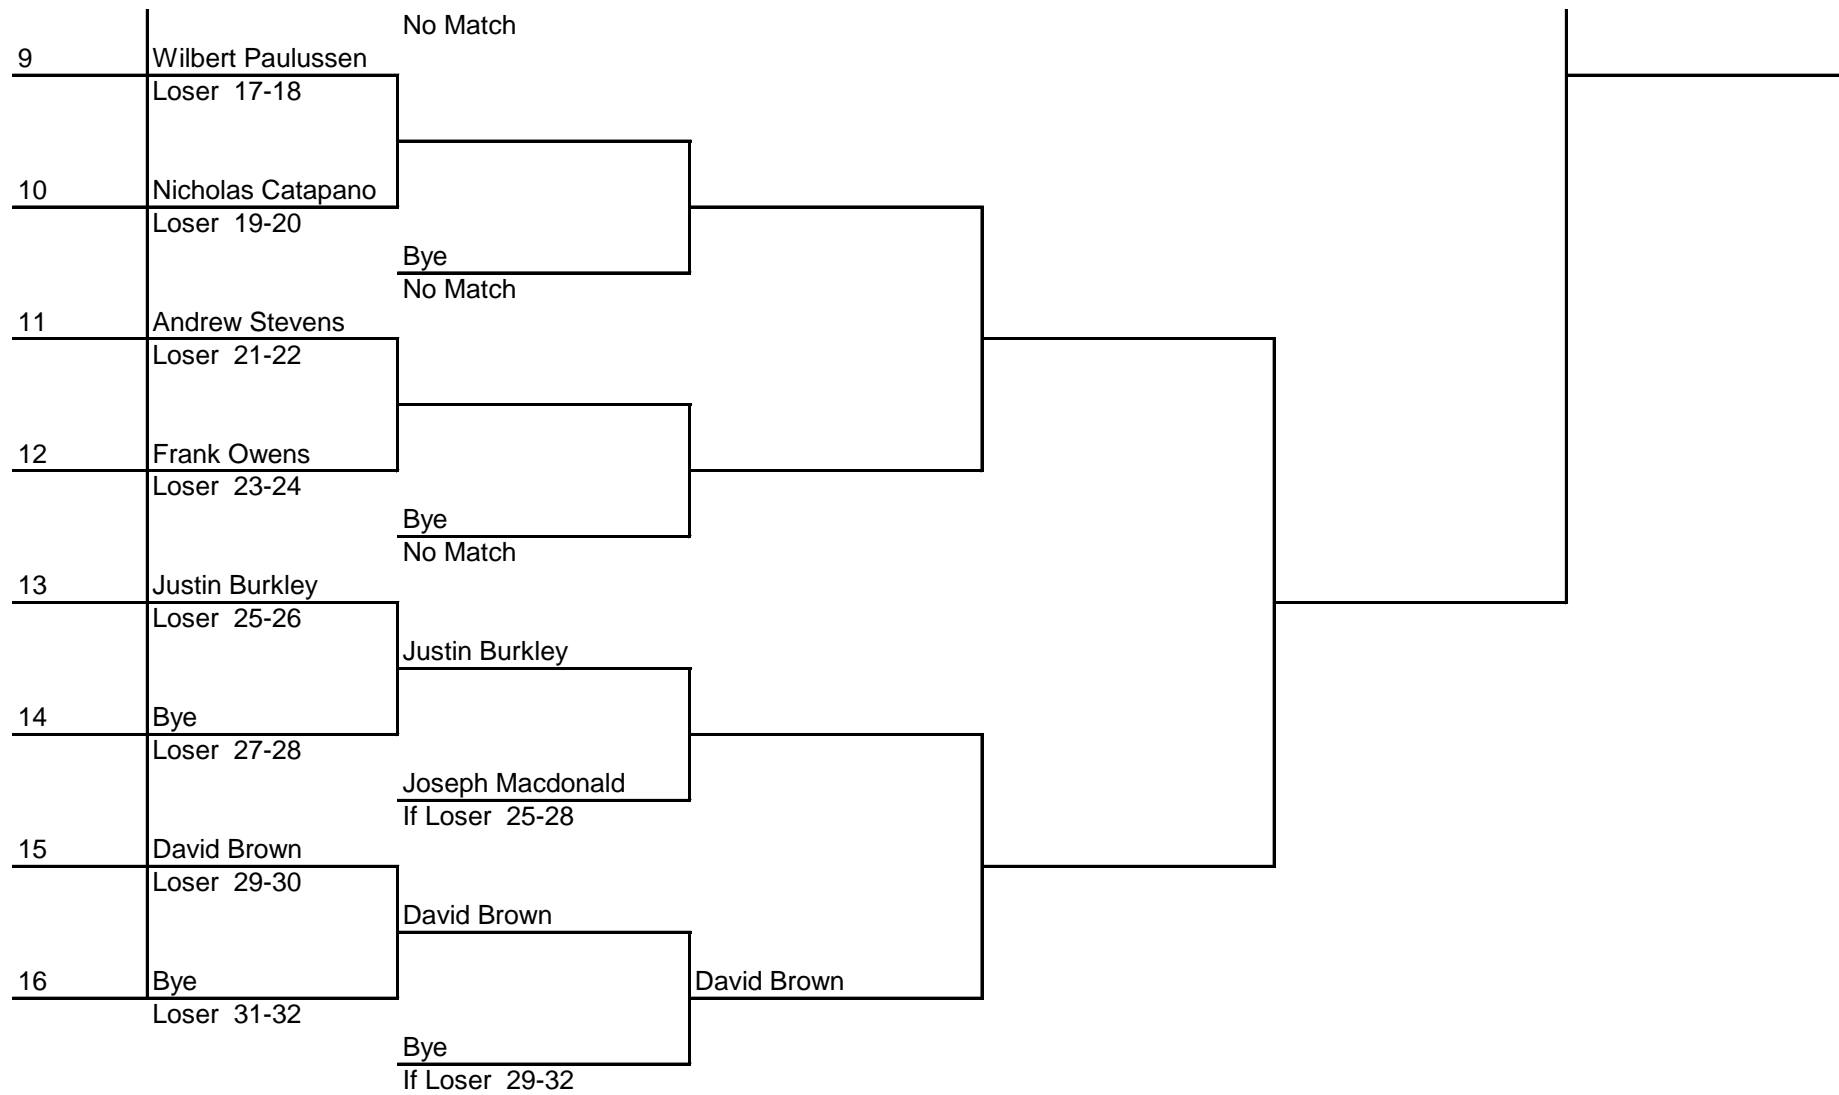 No Match
9
Wilbert Paulussen
Loser 17-18
10
Nicholas Catapano
Loser 19-20
Bye
No Match
11
Andrew Stevens
Loser 21-22
12
Frank Owens
Loser 23-24
Bye
No Match
13
Justin Burkley
Loser 25-26
Justin Burkley
14
Bye
Loser 27-28
Joseph Macdonald
If Loser 25-28
15
David Brown
Loser 29-30
David Brown
16
Bye
David Brown
Loser 31-32
Bye
If Loser 29-32